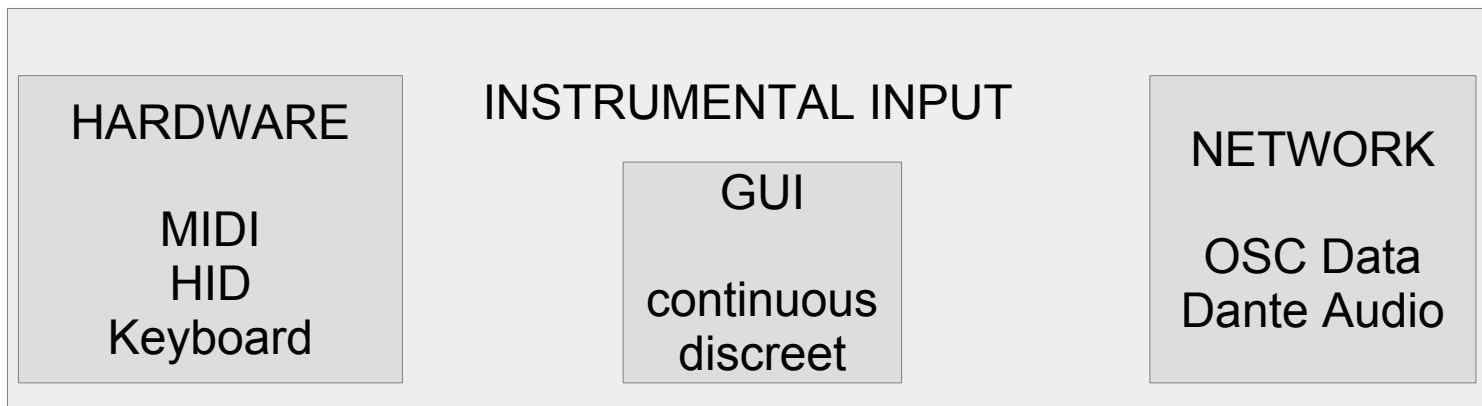 INSTRUMENTAL INPUT
HARDWARE
MIDI
HID
Keyboard
GUI
continuous
discreet
NETWORK
OSC Data
Dante Audio